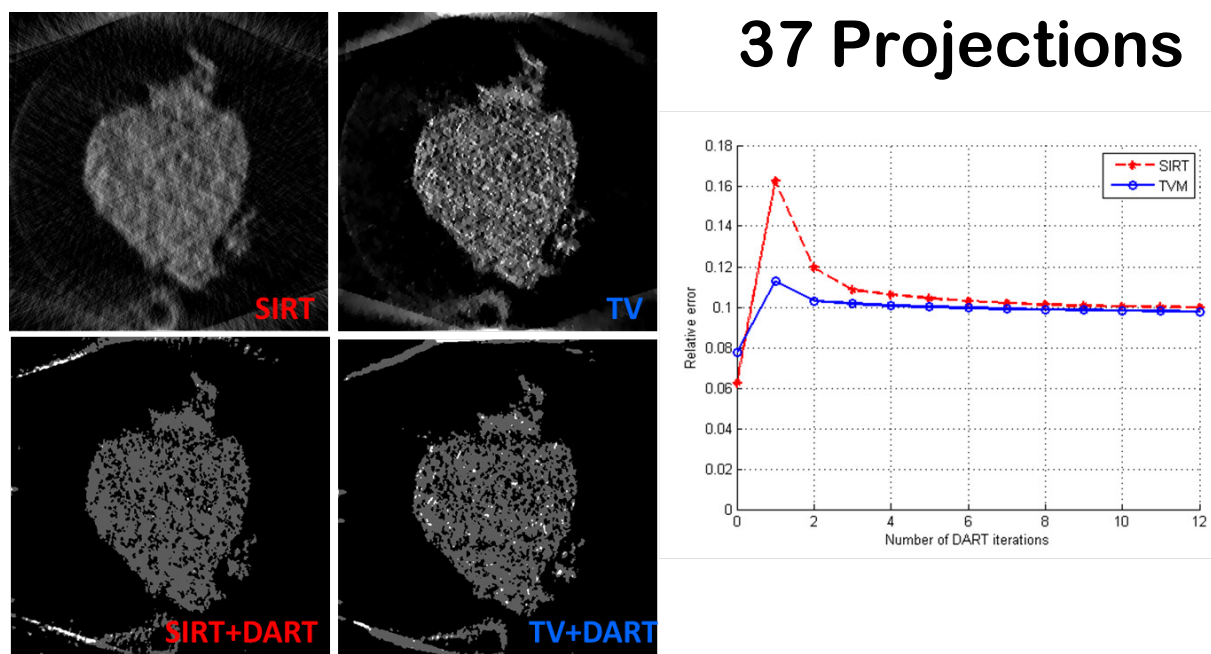 37 Projections
SIRT
TV
SIRT+DART
TV+DART
0.18
0.16
0.14
0.12
0.1
0.08
0.06
0.04
0.02
0
Relative error
SIRT
TVM
0 2 4 6 8 10 12
Number of DART iterations